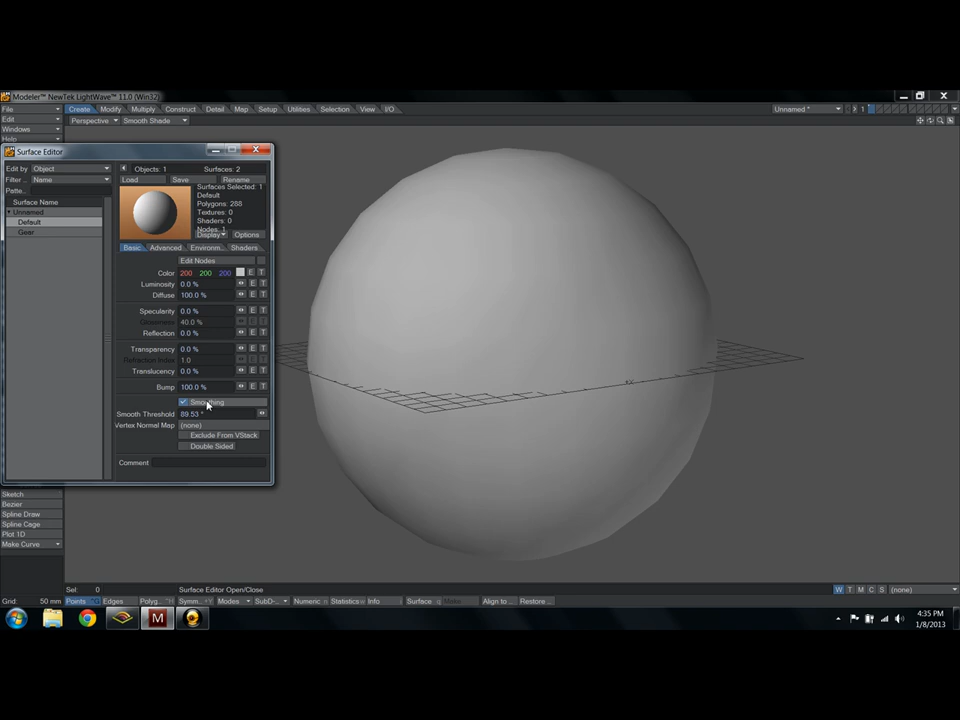 Modeler™ NewTek LightWave™ 11.0 (Win32)
File Create Modify Multiply Construct Detail Map Setup Utilities Selection View I/O Unnamed * 1
Edit Perspective Smooth Shade
Windows
Help
Surface Editor
Edit by Object Objects: 1 Surfaces: 2
Filter .. Name Load Save Rename
Patte..
Surface Name
Unnamed
Default
Gear
Surfaces Selected: 1
Default
Polygons: 288
Textures: 0
Shaders: 0
Nodes: 1
Display Options
Basic Advanced Environm.. Shaders
Edit Nodes
Color 200 200 200 E T
Luminosity 0.0 % E T
Diffuse 100.0 % E T
Specularity 0.0 % E T
Glossiness 40.0 % E T
Reflection 0.0 % E T
Transparency 0.0 % E T
Refraction Index 1.0 E T
Translucency 0.0 % E T
Bump 100.0 % E T
Smoothing
Smooth Threshold 89.53 °
Vertex Normal Map (none)
Exclude From VStack
Double Sided
Comment
Sketch
Bezier
Spline Draw
Spline Cage
Plot 1D
Make Curve
Sel: 0 Surface Editor Open/Close W T M C S (none)
Grid: 50 mm Points Edges Polyg Symm.. Modes SubD-.. Numeric Statistics Info Surface Make Align to ... Restore ...
4:35 PM
1/8/2013